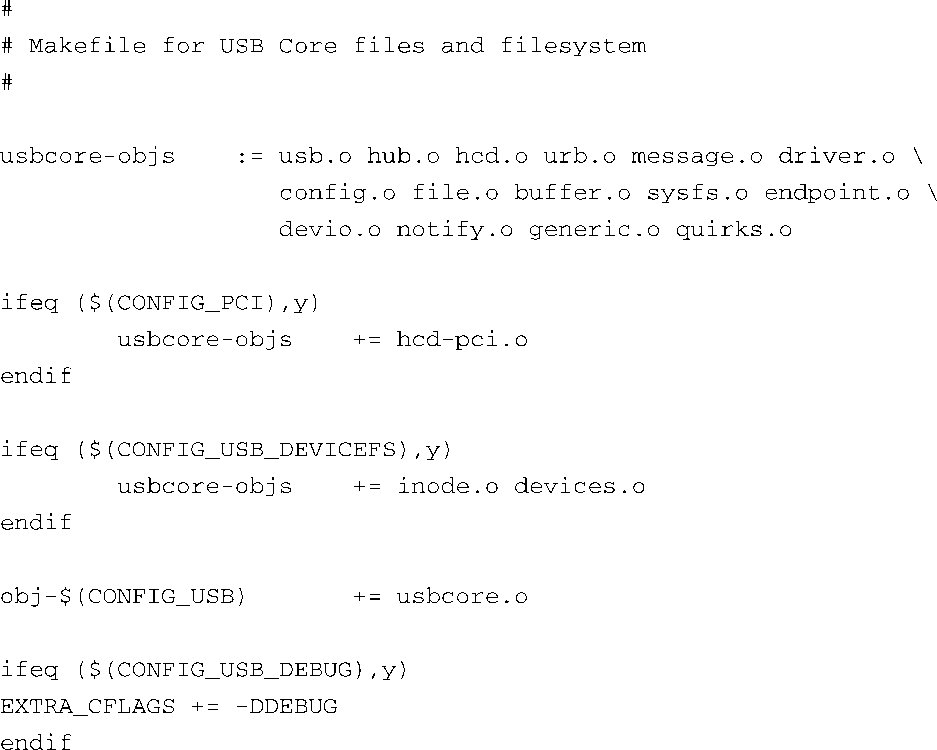 #
# Makefile for USB Core files and filesystem
#
usbcore-objs := usb.o hub.o hcd.o urb.o message.o driver.o \
config.o file.o buffer.o sysfs.o endpoint.o \
devio.o notify.o generic.o quirks.o
ifeq ($(CONFIG_PCI),y)
usbcore-objs += hcd-pci.o
endif
ifeq ($(CONFIG_USB_DEVICEFS),y)
usbcore-objs += inode.o devices.o
endif
obj-$(CONFIG_USB) += usbcore.o
ifeq ($(CONFIG_USB_DEBUG),y)
EXTRA_CFLAGS += -DDEBUG
endif